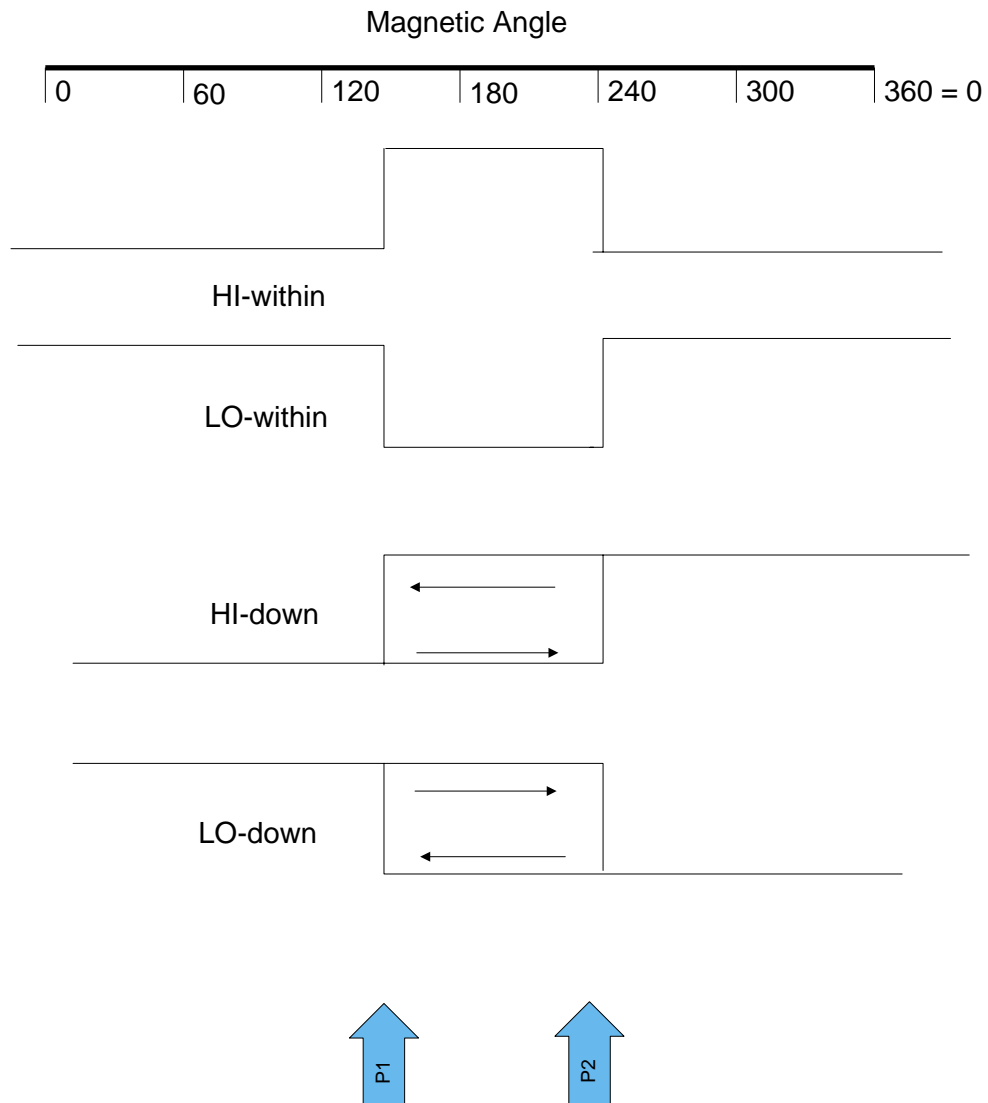 Magnetic Angle
0 60 120 180 240 300 360 = 0
HI-within
LO-within
HI-down
LO-down
P1 P2